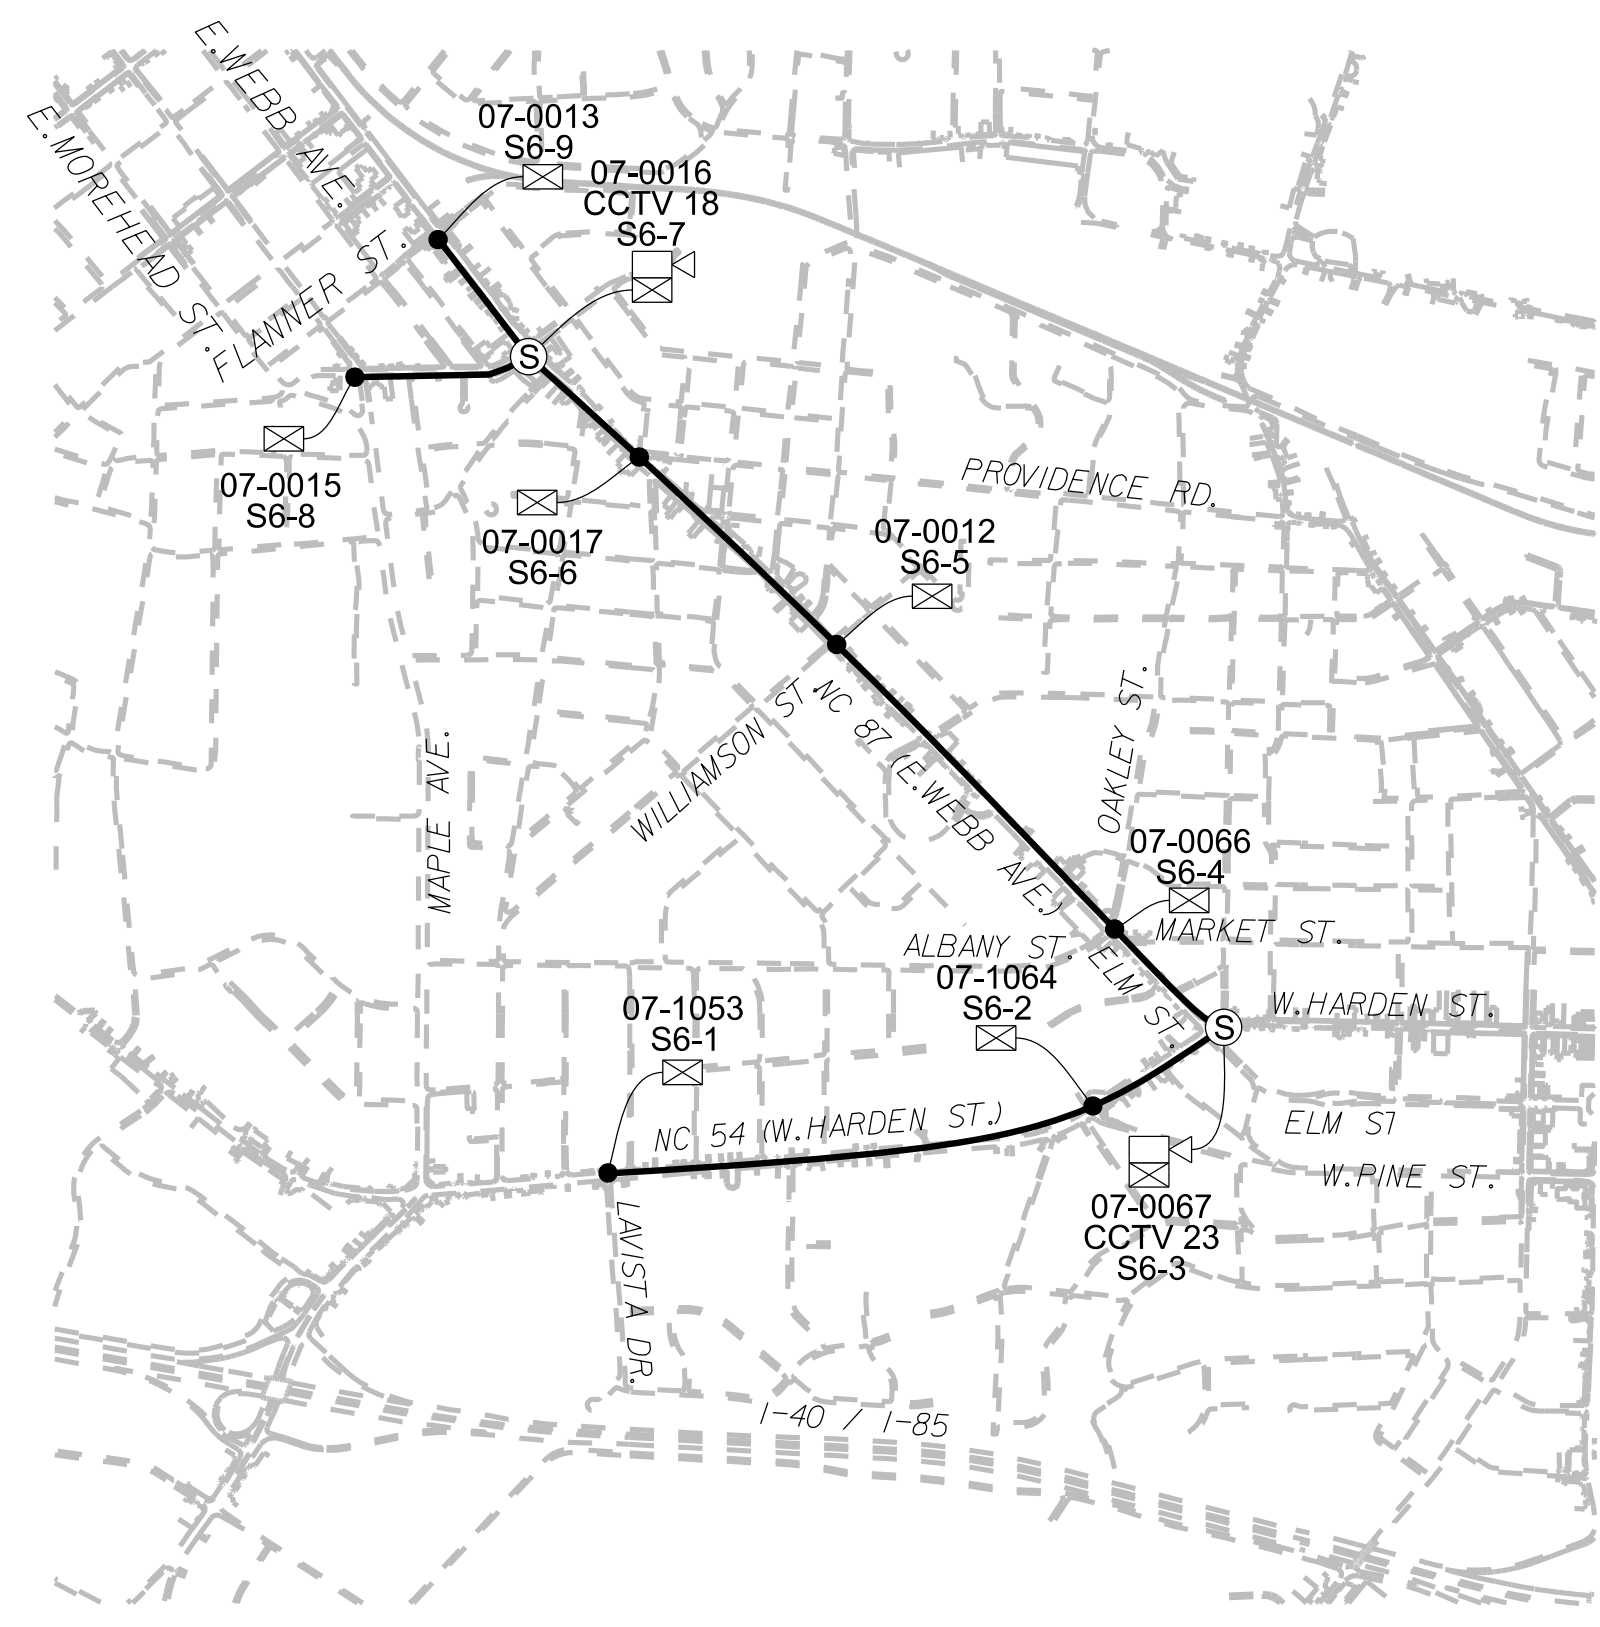 E.WEBB AVE.
E.MOREHEAD ST.
FLANNER ST.
07-0013
S6-9
07-0016
CCTV 18
S6-7
S
07-0015
S6-8
07-0017
S6-6
PROVIDENCE RD.
07-0012
S6-5
WILLIAMSON ST.
NC 87 (E.WEBB AVE.)
OAKLEY ST.
MAPLE AVE.
07-0066
S6-4
MARKET ST.
ALBANY ST.
ELM ST.
07-1064
S6-2
W.HARDEN ST.
S
07-1053
S6-1
NC 54 (W.HARDEN ST.)
ELM ST
W.PINE ST.
07-0067
CCTV 23
S6-3
LAVISTA DR.
I-40 / I-85